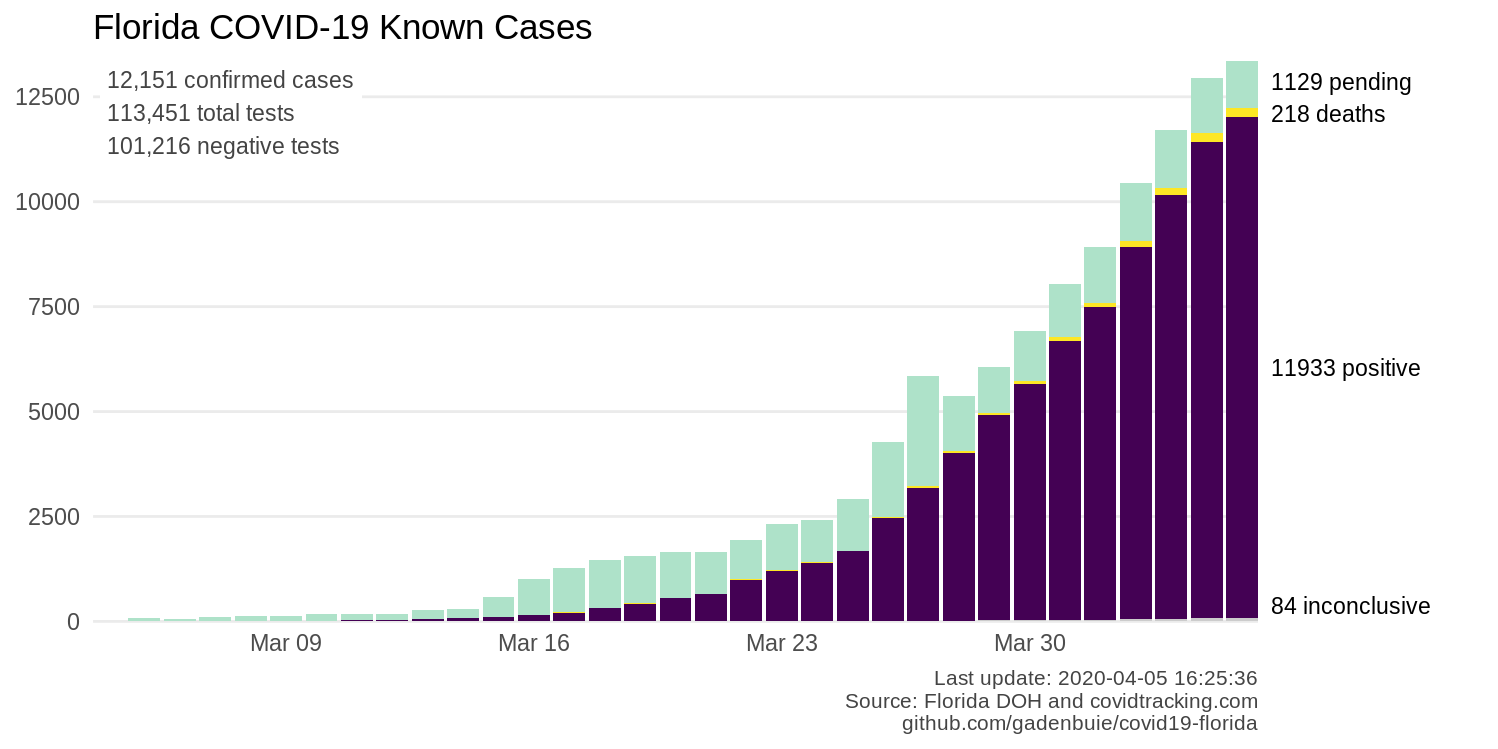 Florida COVID-19 Known Cases
12,151 confirmed cases
113,451 total tests
101,216 negative tests
12500
10000
7500
5000
2500
0
1129 pending
218 deaths
11933 positive
84 inconclusive
Mar 09 Mar 16 Mar 23 Mar 30
Last update: 2020-04-05 16:25:36
Source: Florida DOH and covidtracking.com
github.com/gadenbuie/covid19-florida